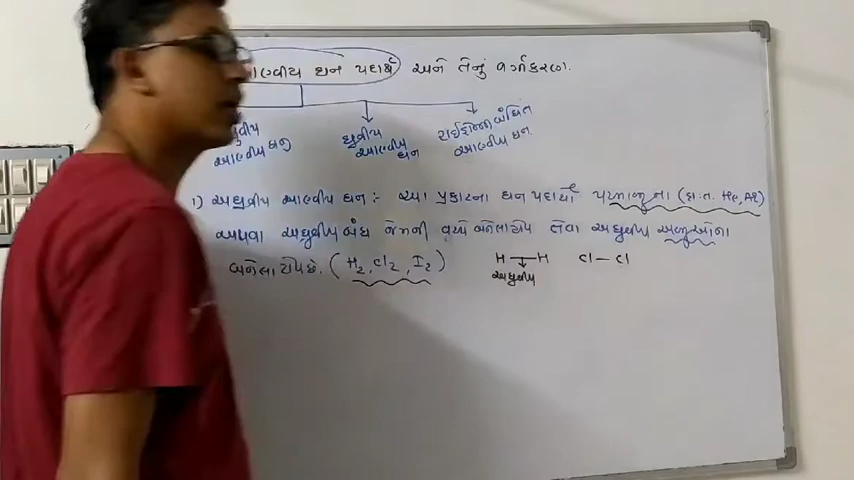 આણ્વીય ઘન પદાર્થ અને તેનું વર્ગીકરણ.
ધ્રુવીય આણ્વીય ઘન
ધ્રુવીય આણ્વીય ઘન
હાઈડ્રોજન બંધિત આણ્વીય ઘન.
1) અધ્રુવીય આણ્વીય ઘન :- આ પ્રકારના ઘન પદાર્થો પરમાણુના (દા.ત. He, Ar)
અથવા અધ્રુવીય બંધ જેમની વચ્ચે બનેલા હોય તેવા અધ્રુવીય અણુઓના
બનેલા હોય છે. (H2, Cl2, I2) H — H Cl — Cl
અધ્રુવીય